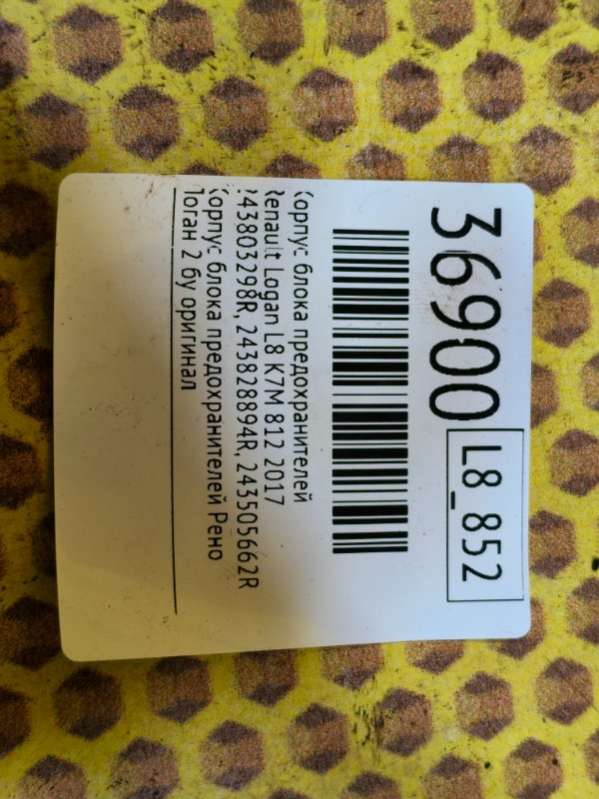 36900
L8_852
Корпус блока предохранителей
Renault Logan L8 K7M 812 2017
243803298R, 243828894R, 243505662R
Корпус блока предохранителей Рено
Логан 2 бу оригинал